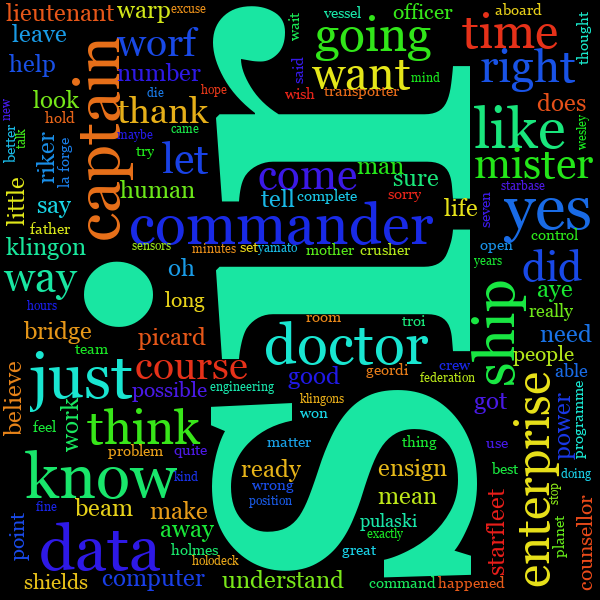 lieutenant
warp
excuse
vessel
officer
aboard
leave
worf
wait
going
time
thought
help
number
captain
said
want
mind
right
die
hope
wish
transporter
look
thank
like
does
new
hold
maybe
came
better
talk
riker
la forge
try
let
man
mister
wesley
come
sure
starbase
human
tell
complete
sorry
life
seven
yes
little
say
father
commander
klingon
sensors
minutes
set
yamato
mother
crusher
open
control
years
way
oh
did
sir
hours
long
ship
aye
really
bridge
picard
room
troi
doctor
need
people
team
just
course
geordi
crew
federation
able
believe
possible
engineering
good
klingons
won
got
enterprise
power
programme
feel
work
think
problem
quite
matter
thing
use
know
kind
ready
wrong
position
ensign
mean
best
doing
stop
fine
beam
make
starfleet
counsellor
point
data
away
holmes
holodeck
pulaski
exactly
great
planet
shields
computer
understand
command
happened